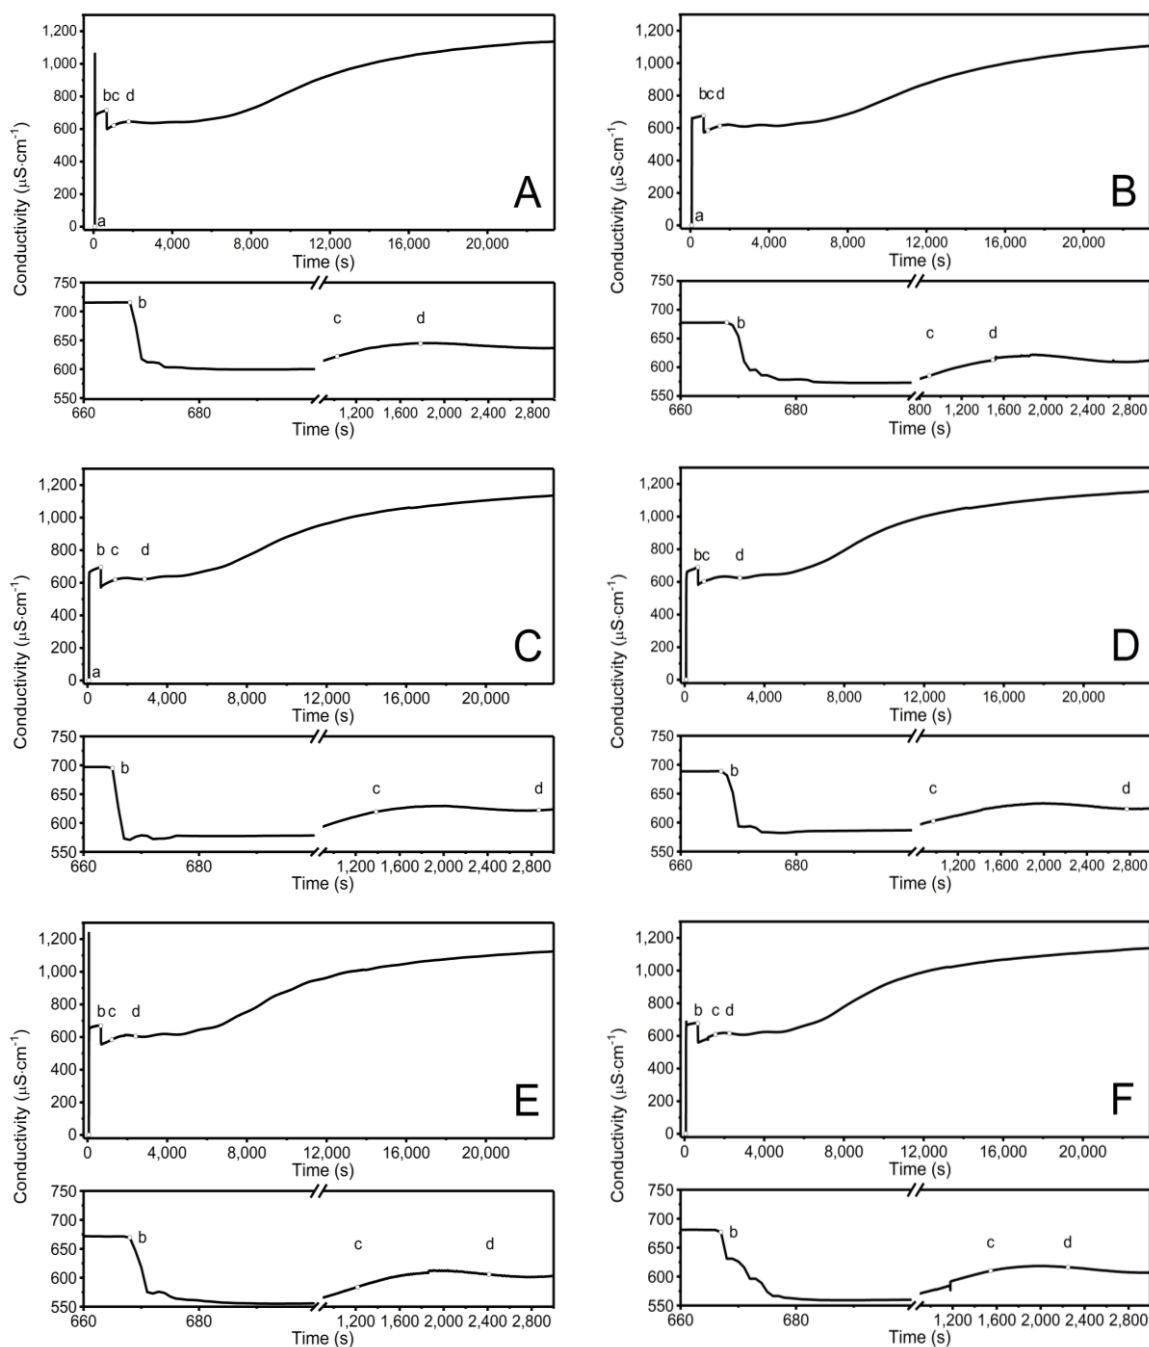 1,200
1,000
800
600
400
200
0
Conductivity (µS·cm⁻¹)
bc d
a
A
0 4,000 8,000 12,000 16,000 20,000
Time (s)
750
700
650
600
550
b
c
d
660 680 1,200 1,600 2,000 2,400 2,800
Time (s)
1,200
1,000
800
600
400
200
0
Conductivity (µS·cm⁻¹)
bcd
a
B
0 4,000 8,000 12,000 16,000 20,000
Time (s)
750
700
650
600
550
b
c
d
660 680 800 1,200 1,600 2,000 2,400 2,800
Time (s)
1,200
1,000
800
600
400
200
0
Conductivity (µS·cm⁻¹)
b c d
a
C
0 4,000 8,000 12,000 16,000 20,000
Time (s)
750
700
650
600
550
b
c
d
660 680 1,200 1,600 2,000 2,400 2,800
Time (s)
1,200
1,000
800
600
400
200
0
Conductivity (µS·cm⁻¹)
bc d
D
0 4,000 8,000 12,000 16,000 20,000
Time (s)
750
700
650
600
550
b
c
d
660 680 1,200 1,600 2,000 2,400 2,800
Time (s)
1,200
1,000
800
600
400
200
0
Conductivity (µS·cm⁻¹)
b c d
E
0 4,000 8,000 12,000 16,000 20,000
Time (s)
750
700
650
600
550
b
c
d
660 680 1,200 1,600 2,000 2,400 2,800
Time (s)
1,200
1,000
800
600
400
200
0
Conductivity (µS·cm⁻¹)
b c d
F
0 4,000 8,000 12,000 16,000 20,000
Time (s)
750
700
650
600
550
b
c
d
660 680 1,200 1,600 2,000 2,400 2,800
Time (s)